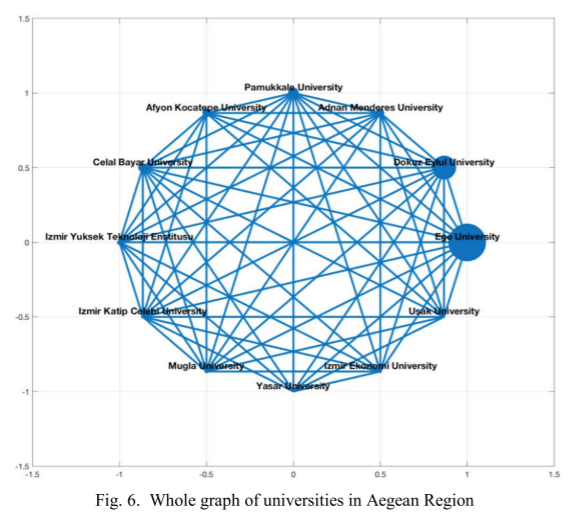 1.5
1
0.5
0
-0.5
-1
-1.5
-1.5
-1
-0.5
0
0.5
1
1.5
Pamukkale University
Afyon Kocatepe University
Adnan Menderes University
Celal Bayar University
Dokuz Eylul University
Izmir Yuksek Teknoloji Enstitusu
Ege University
Izmir Katip Celebi University
Usak University
Mugla University
Izmir Ekonomi University
Yasar University
Fig. 6. Whole graph of universities in Aegean Region